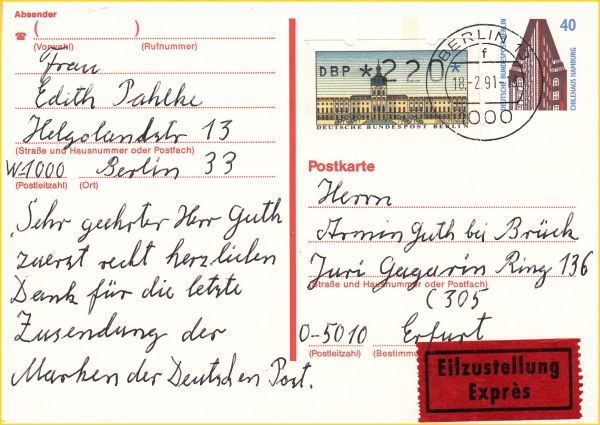 Absender
☎ ( )
(Vorwahl) (Rufnummer)
Frau
Edith Pahlke
Helgolandstr 13
(Straße und Hausnummer oder Postfach)
W-1000 Berlin 33
(Postleitzahl) (Ort)
Sehr geehrter Herr Guth
zuerst recht herzlichen
Dank für die letzte
Zusendung der
Marken der Deutschen Post.
DBP *220*
DEUTSCHE BUNDESPOST BERLIN
BERLIN
f
18.-2.91
1000
DEUTSCHE BUNDESPOST BERLIN
40
CHILEHAUS HAMBURG
Postkarte
Herrn
Armin Guth bei Brück
Juri Gagarin Ring 136
(Straße und Hausnummer oder Postfach)
C 305
O-5010 Erfurt
(Postleitzahl) (Bestimm
Eilzustellung
Exprès